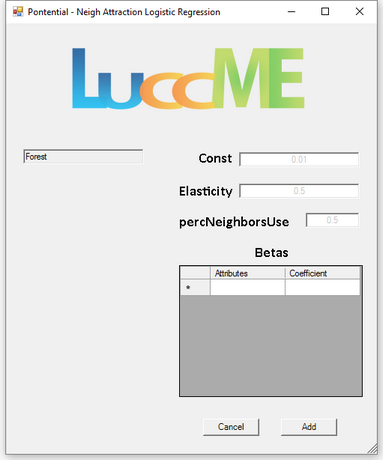 Pontential - Neigh Attraction Logistic Regression
LuccME
Forest
Const 0.01
Elasticity 0.5
percNeighborsUse 0.5
Betas
Attributes Coefficient
Cancel Add